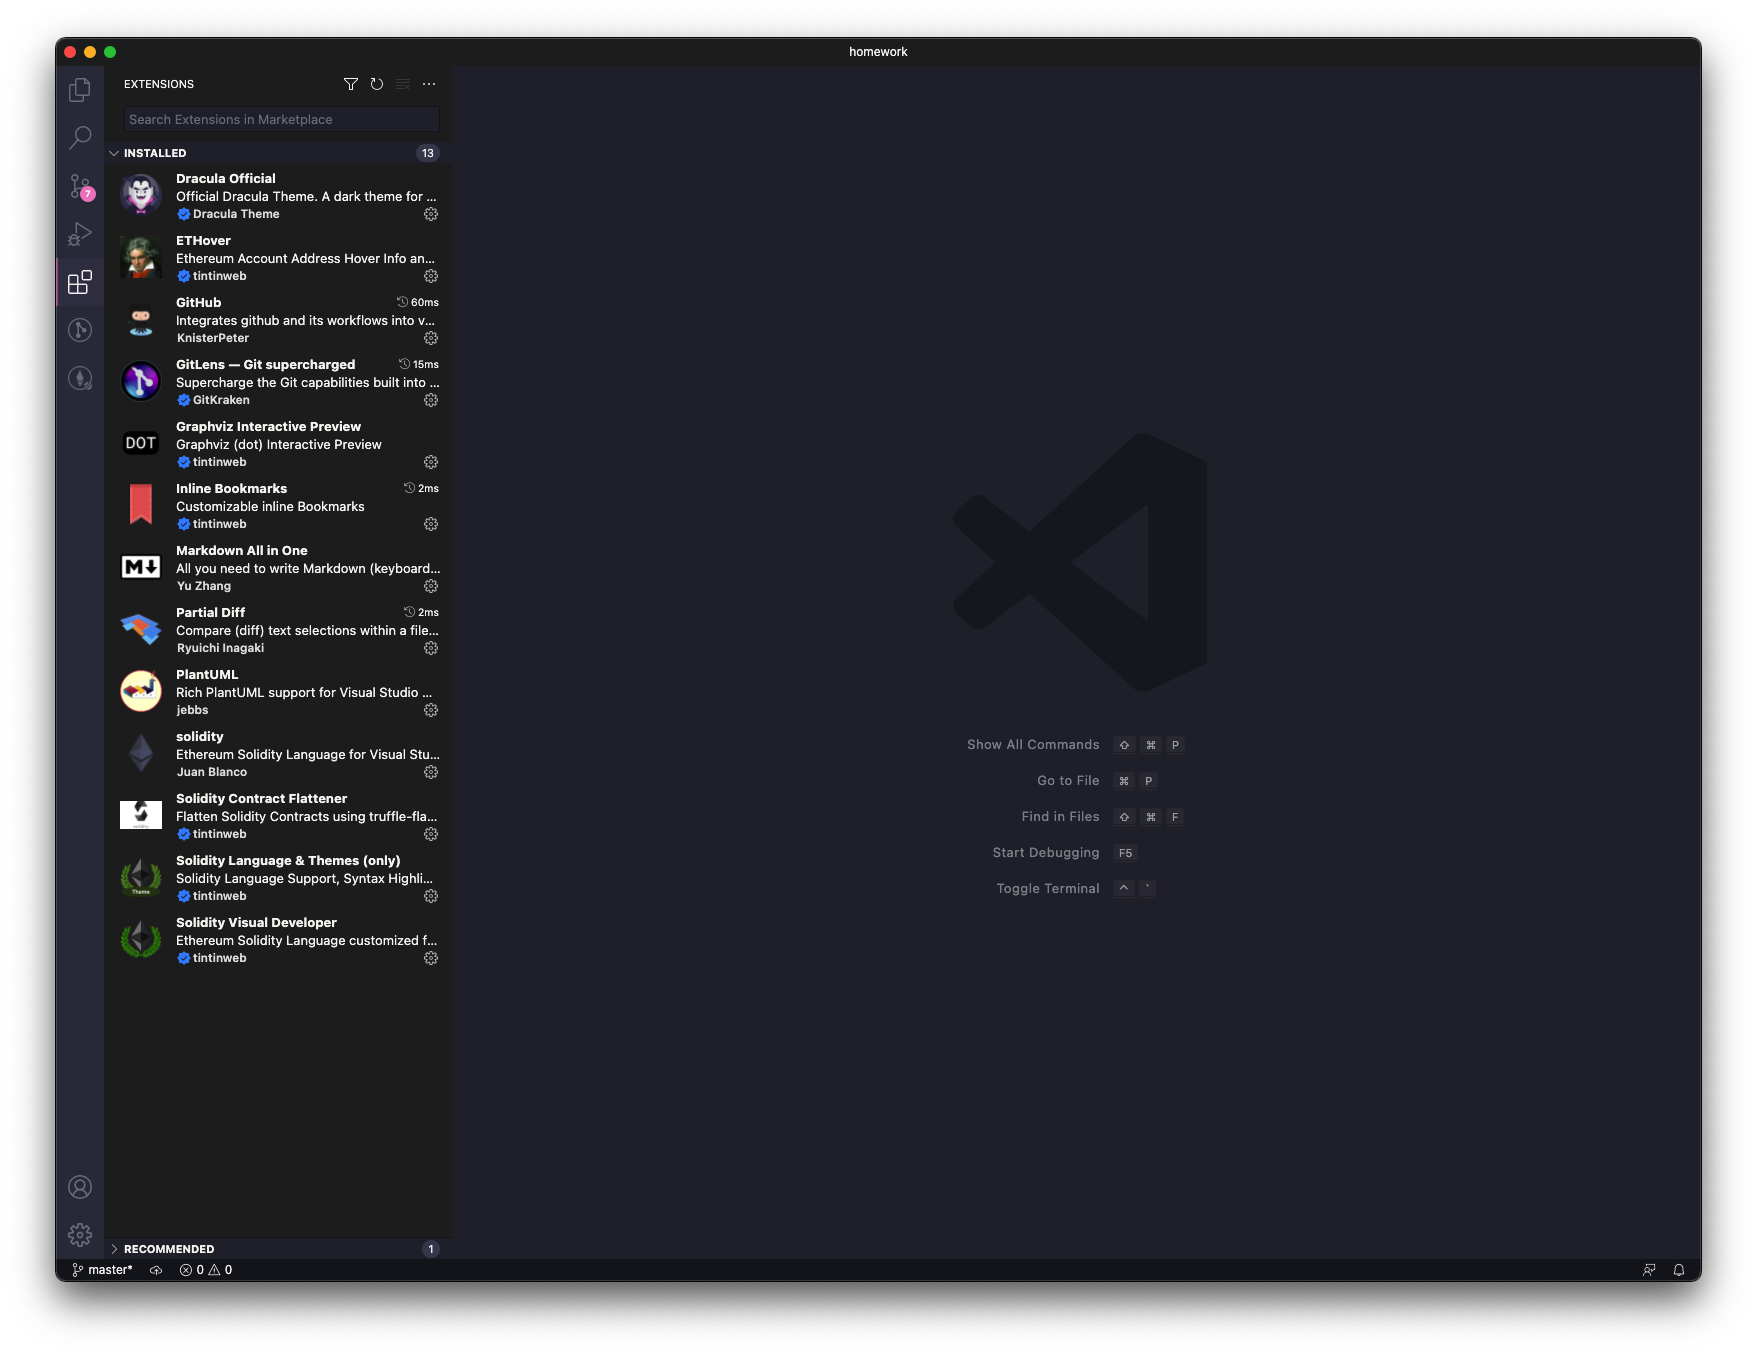 homework
EXTENSIONS
Search Extensions in Marketplace
INSTALLED 13
Dracula Official
Official Dracula Theme. A dark theme for ...
Dracula Theme
ETHover
Ethereum Account Address Hover Info an...
tintinweb
7
GitHub 60ms
Integrates github and its workflows into v...
KnisterPeter
GitLens — Git supercharged 15ms
Supercharge the Git capabilities built into ...
GitKraken
DOT
Graphviz Interactive Preview
Graphviz (dot) Interactive Preview
tintinweb
Inline Bookmarks 2ms
Customizable inline Bookmarks
tintinweb
M
Markdown All in One
All you need to write Markdown (keyboard...
Yu Zhang
Partial Diff 2ms
Compare (diff) text selections within a file...
Ryuichi Inagaki
PlantUML
Rich PlantUML support for Visual Studio ...
jebbs
solidity
Ethereum Solidity Language for Visual Stu...
Juan Blanco
Solidity Contract Flattener
Flatten Solidity Contracts using truffle-fla...
tintinweb
Solidity Language & Themes (only)
Solidity Language Support, Syntax Highli...
tintinweb
Theme
Solidity Visual Developer
Ethereum Solidity Language customized f...
tintinweb
Show All Commands ⇧ ⌘ P
Go to File ⌘ P
Find in Files ⇧ ⌘ F
Start Debugging F5
Toggle Terminal ^ `
RECOMMENDED 1
master* 0 0